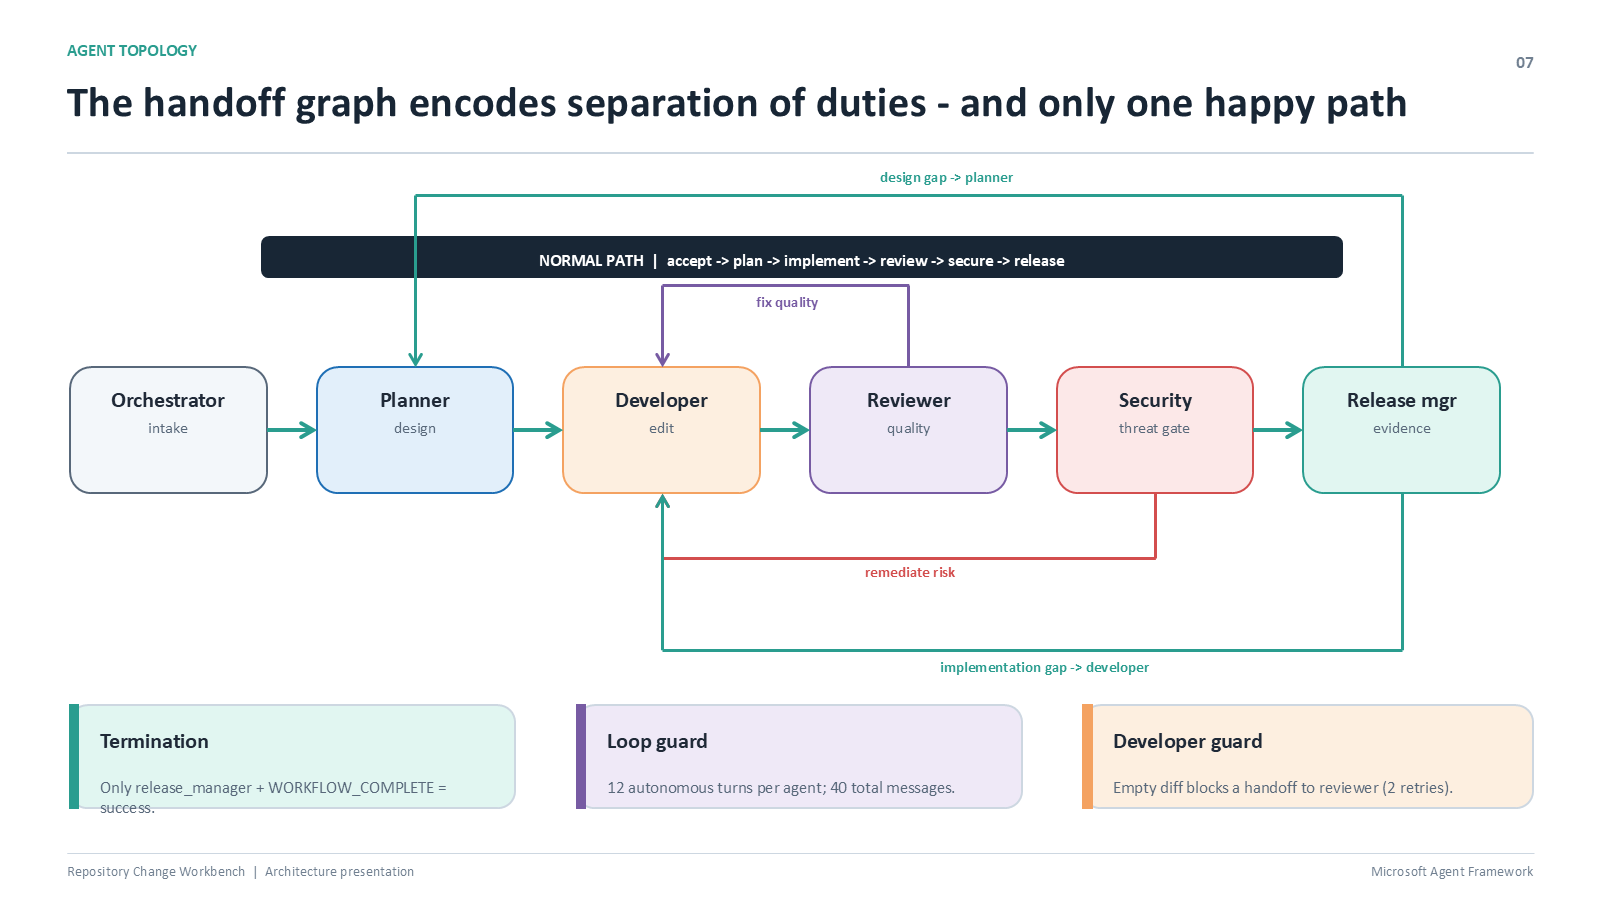 AGENT TOPOLOGY
07
The handoff graph encodes separation of duties - and only one happy path
design gap -> planner
NORMAL PATH | accept -> plan -> implement -> review -> secure -> release
fix quality
Orchestrator
intake
Planner
design
Developer
edit
Reviewer
quality
Security
threat gate
Release mgr
evidence
remediate risk
implementation gap -> developer
Termination
Only release_manager + WORKFLOW_COMPLETE =
success.
Loop guard
12 autonomous turns per agent; 40 total messages.
Developer guard
Empty diff blocks a handoff to reviewer (2 retries).
Repository Change Workbench | Architecture presentation
Microsoft Agent Framework